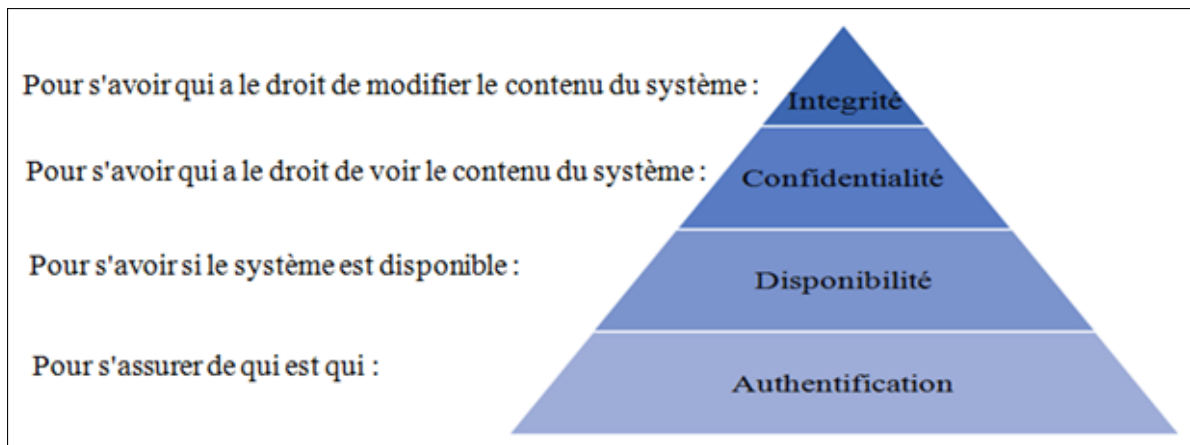 Pour s'avoir qui a le droit de modifier le contenu du système :
Integrité
Pour s'avoir qui a le droit de voir le contenu du système :
Confidentialité
Pour s'avoir si le système est disponible :
Disponibilité
Pour s'assurer de qui est qui :
Authentification